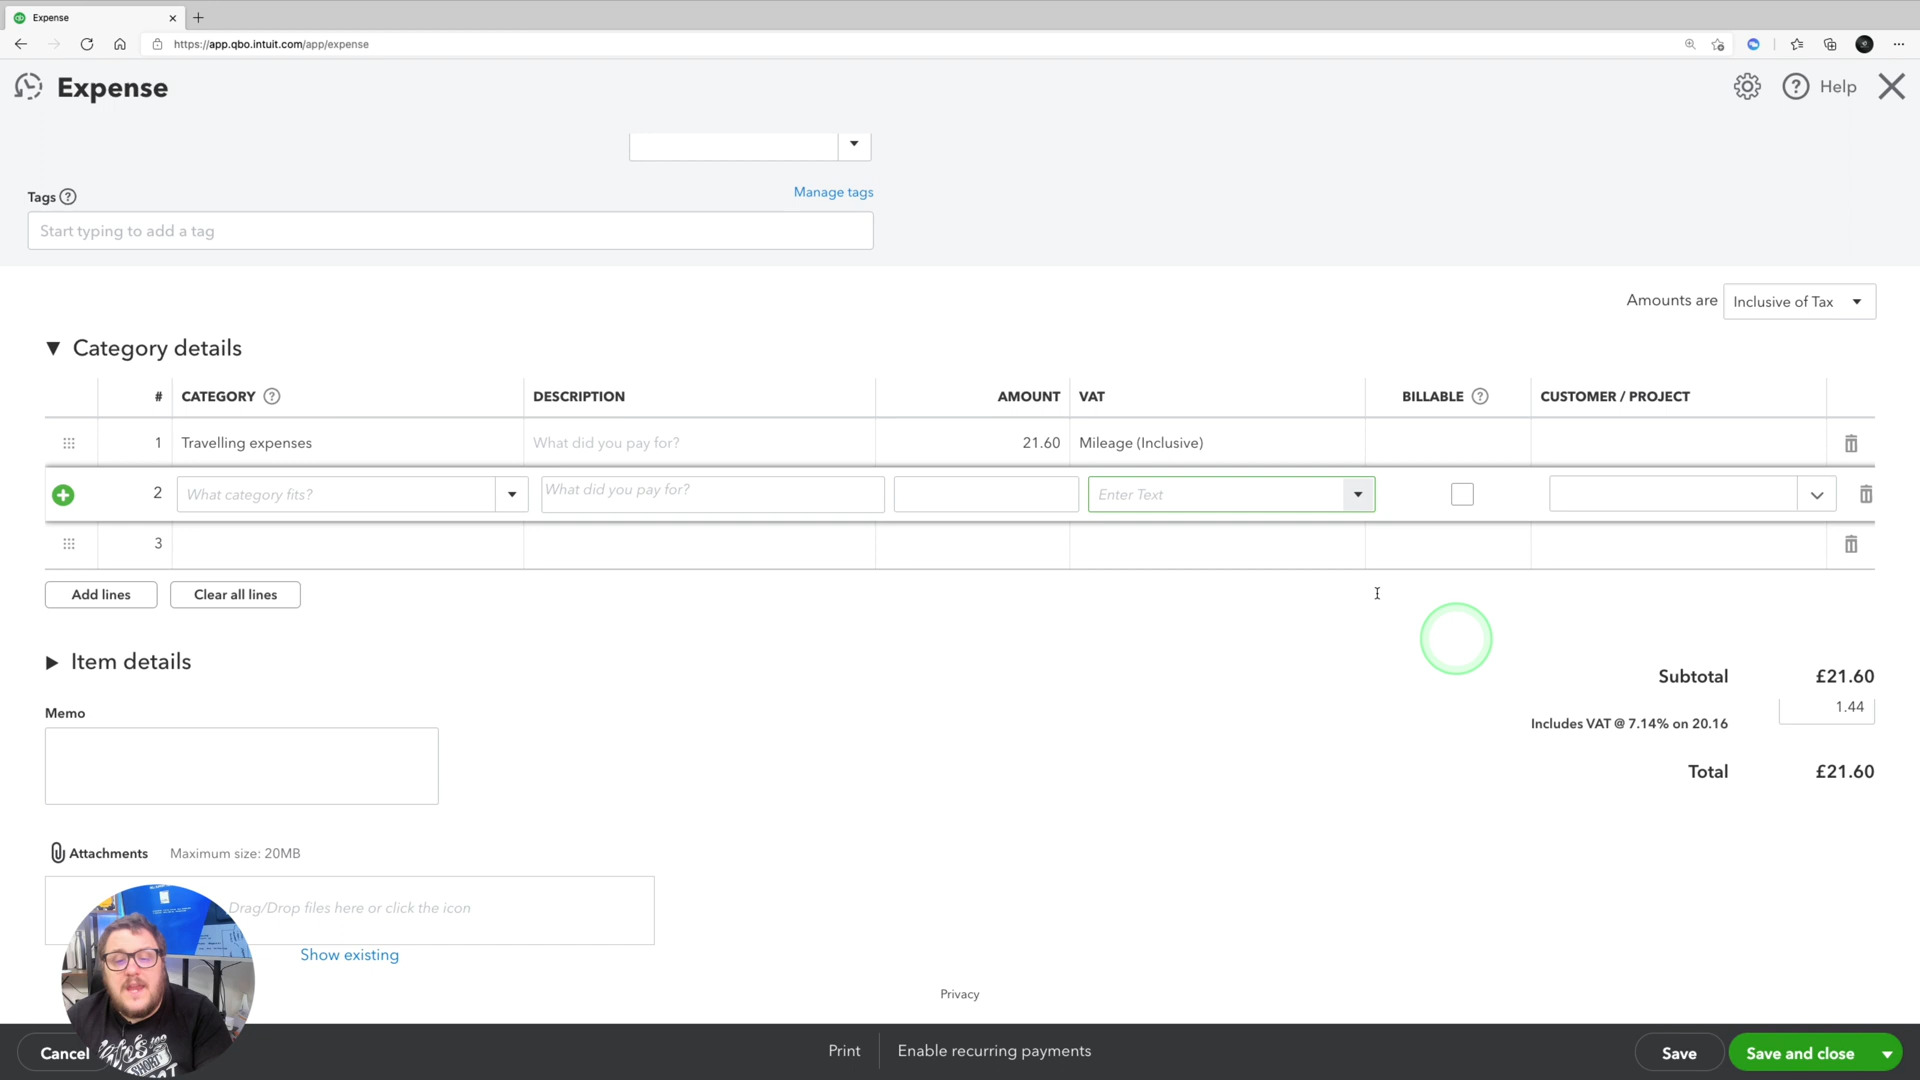 Expense
https://app.qbo.intuit.com/app/expense
Expense
Help
Tags
Manage tags
Start typing to add a tag
Amounts are Inclusive of Tax
Category details
# CATEGORY DESCRIPTION AMOUNT VAT BILLABLE CUSTOMER / PROJECT
1 Travelling expenses What did you pay for? 21.60 Mileage (Inclusive)
2 What category fits? What did you pay for? Enter Text
3
Add lines Clear all lines
Item details
Subtotal £21.60
Memo
1.44
Includes VAT @ 7.14% on 20.16
Total £21.60
Attachments Maximum size: 20MB
Drag/Drop files here or click the icon
Show existing
Privacy
Cancel Print Enable recurring payments Save Save and close